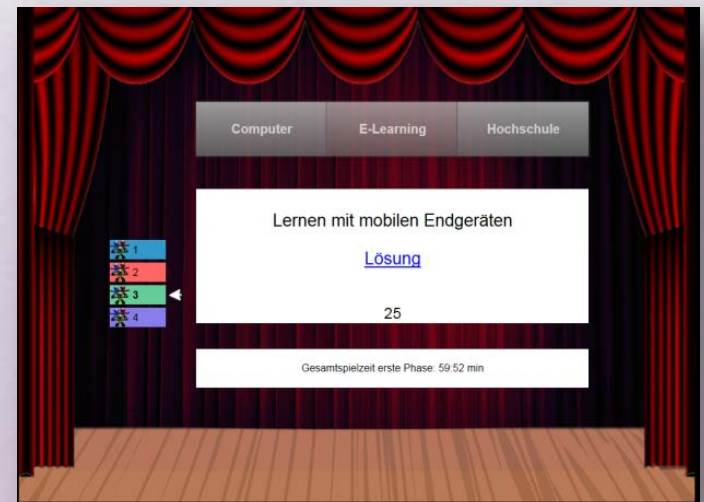 Computer E-Learning Hochschule
Lernen mit mobilen Endgeräten
Lösung
25
1
2
3
4
Gesamtspielzeit erste Phase: 59:52 min